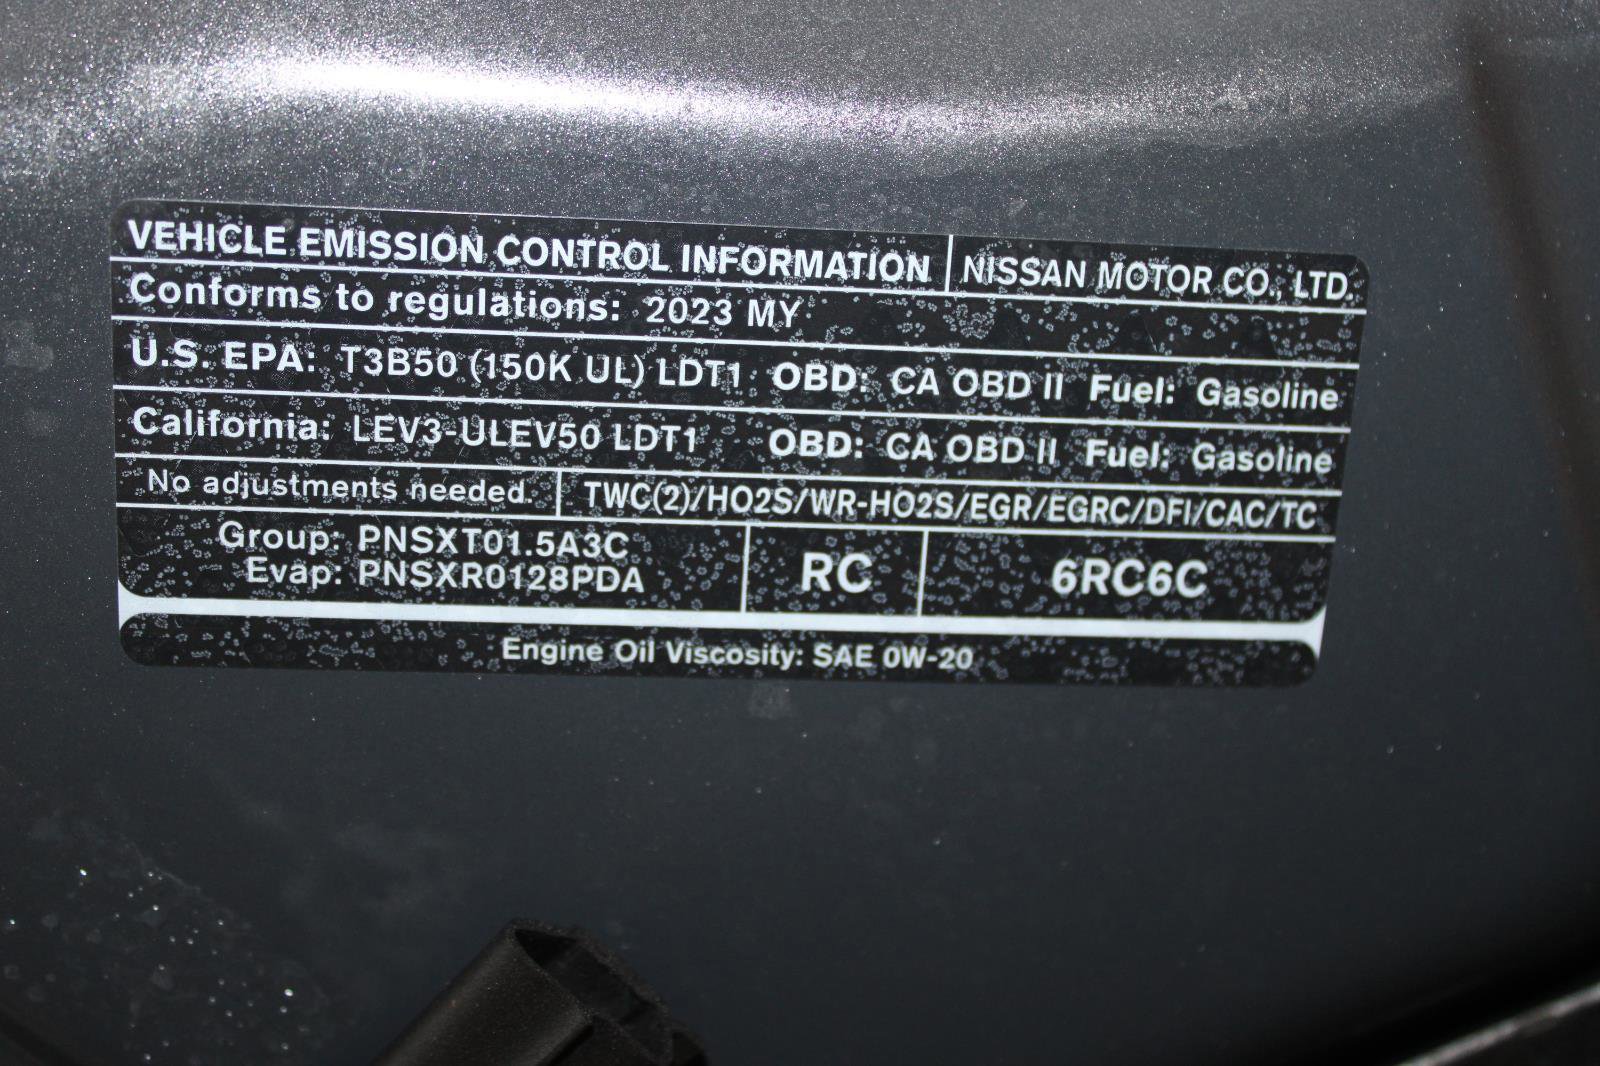 VEHICLE EMISSION CONTROL INFORMATION NISSAN MOTOR CO., LTD.
Conforms to regulations: 2023 MY
U.S. EPA: T3B50 (150K UL) LDT1 OBD: CA OBD II Fuel: Gasoline
California: LEV3-ULEV50 LDT1 OBD: CA OBD II Fuel: Gasoline
No adjustments needed. TWC(2)/HO2S/WR-HO2S/EGR/EGRC/DFI/CAC/TC
Group: PNSXT01.5A3C
Evap: PNSXR0128PDA
RC 6RC6C
Engine Oil Viscosity: SAE 0W-20